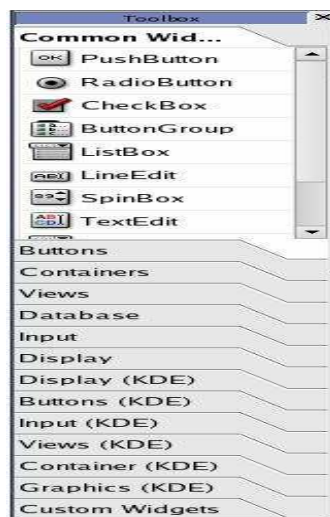 Toolbox
Common Wid...
OK PushButton
RadioButton
CheckBox
ButtonGroup
ListBox
LineEdit
SpinBox
TextEdit
Buttons
Containers
Views
Database
Input
Display
Display (KDE)
Buttons (KDE)
Input (KDE)
Views (KDE)
Container (KDE)
Graphics (KDE)
Custom Widgets